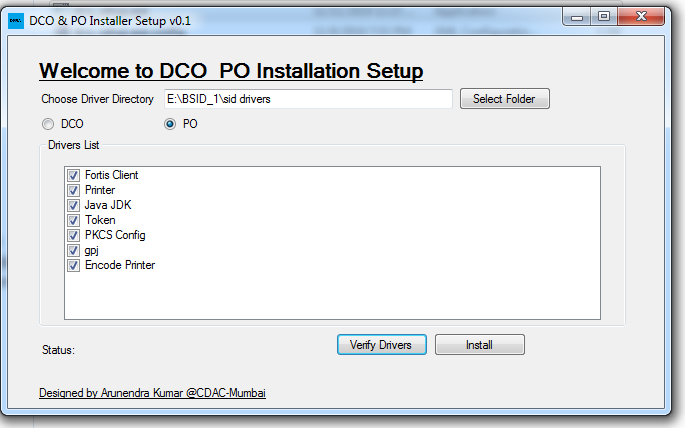 DCO & PO Installer Setup v0.1
Welcome to DCO PO Installation Setup
Choose Driver Directory E:\BSID_1\sid drivers Select Folder
DCO PO
Drivers List
Fortis Client
Printer
Java JDK
Token
PKCS Config
gpj
Encode Printer
Status: Verify Drivers Install
Designed by Arunendra Kumar @CDAC-Mumbai